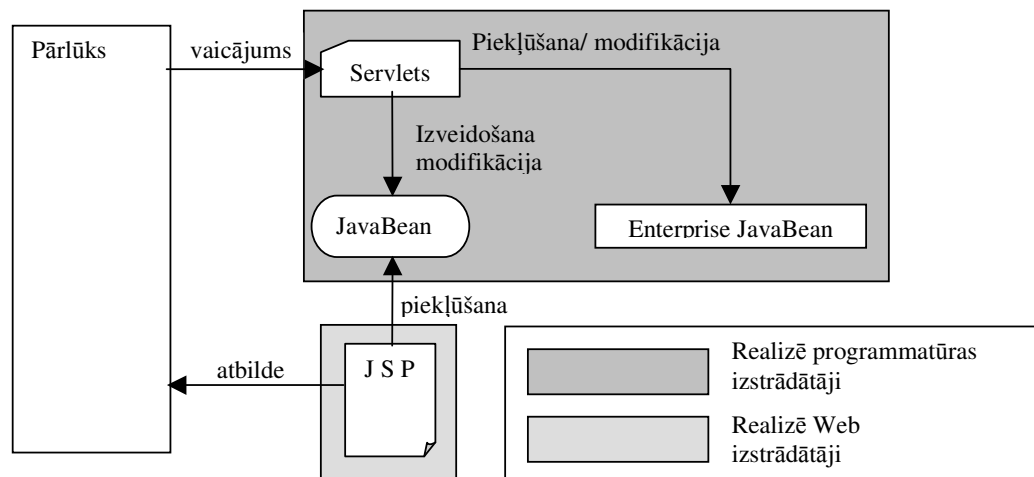 Pārlūks
vaicājums
Servlets
Piekļūšana/ modifikācija
Izveidošana
modifikācija
JavaBean
Enterprise JavaBean
piekļūšana
J S P
atbilde
Realizē programmatūras
izstrādātāji
Realizē Web
izstrādātāji